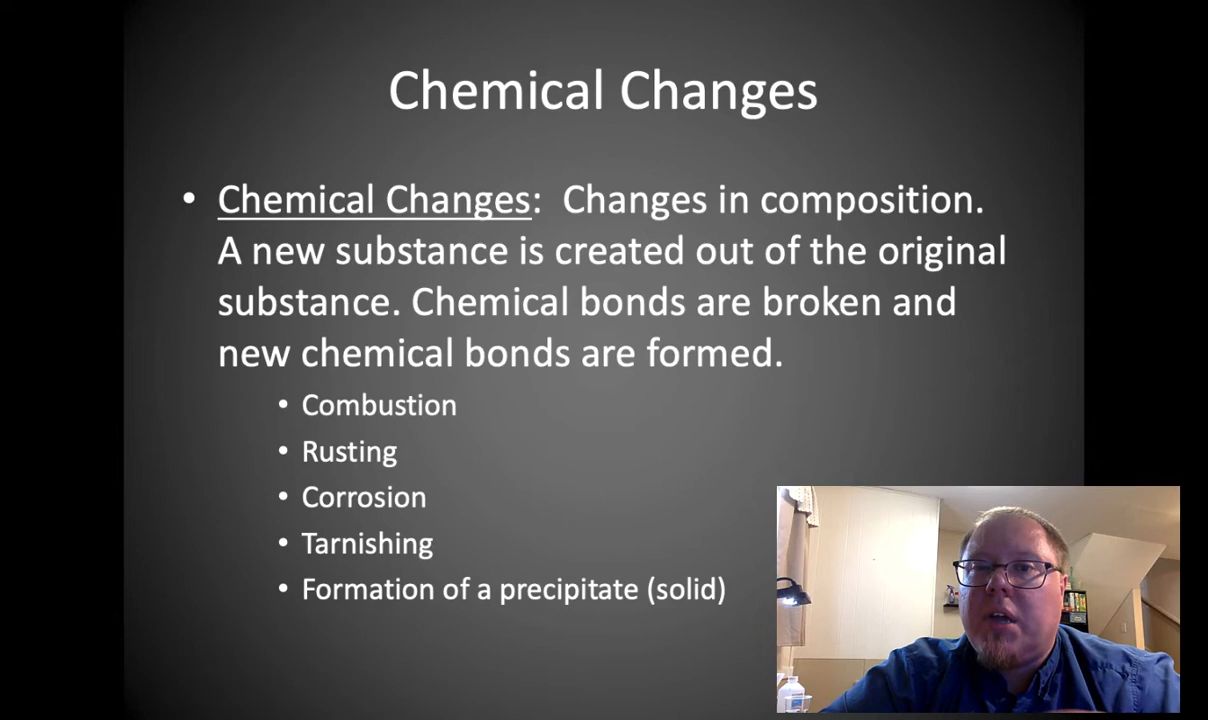 Chemical Changes
• Chemical Changes: Changes in composition.
A new substance is created out of the original
substance. Chemical bonds are broken and
new chemical bonds are formed.
• Combustion
• Rusting
• Corrosion
• Tarnishing
• Formation of a precipitate (solid)